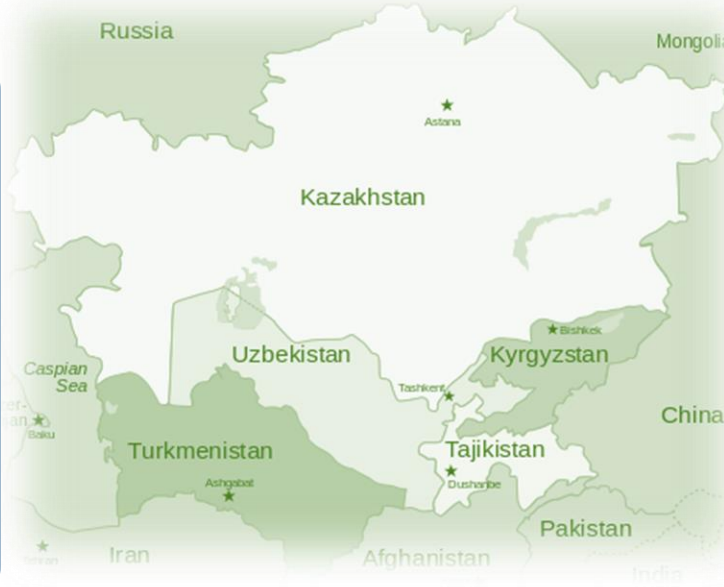 Russia
Mongoli
Astana
Kazakhstan
Bishkek
Uzbekistan
Kyrgyzstan
Caspian
Sea
Tashkent
Baku
China
Turkmenistan
Tajikistan
Ashgabat
Dushanbe
Pakistan
Iran
Afghanistan
India